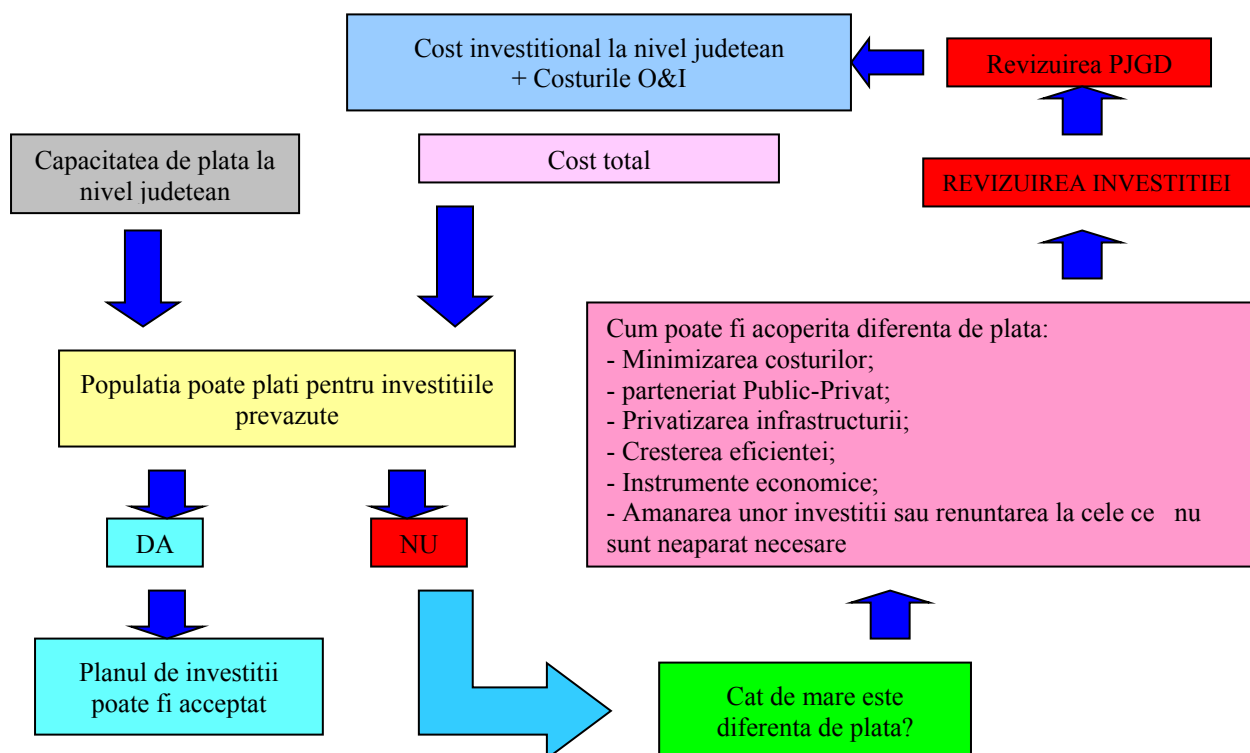 Cost investitional la nivel judetean
+ Costurile O&I
Revizuirea PJGD
Capacitatea de plata la
nivel judetean
Cost total
REVIZUIREA INVESTITIEI
Populatia poate plati pentru investitiile
prevazute
Cum poate fi acoperita diferenta de plata:
- Minimizarea costurilor;
- parteneriat Public-Privat;
- Privatizarea infrastructurii;
- Cresterea eficientei;
- Instrumente economice;
- Amanarea unor investitii sau renuntarea la cele ce nu
sunt neaparat necesare
DA
NU
Planul de investitii
poate fi acceptat
Cat de mare este
diferenta de plata?